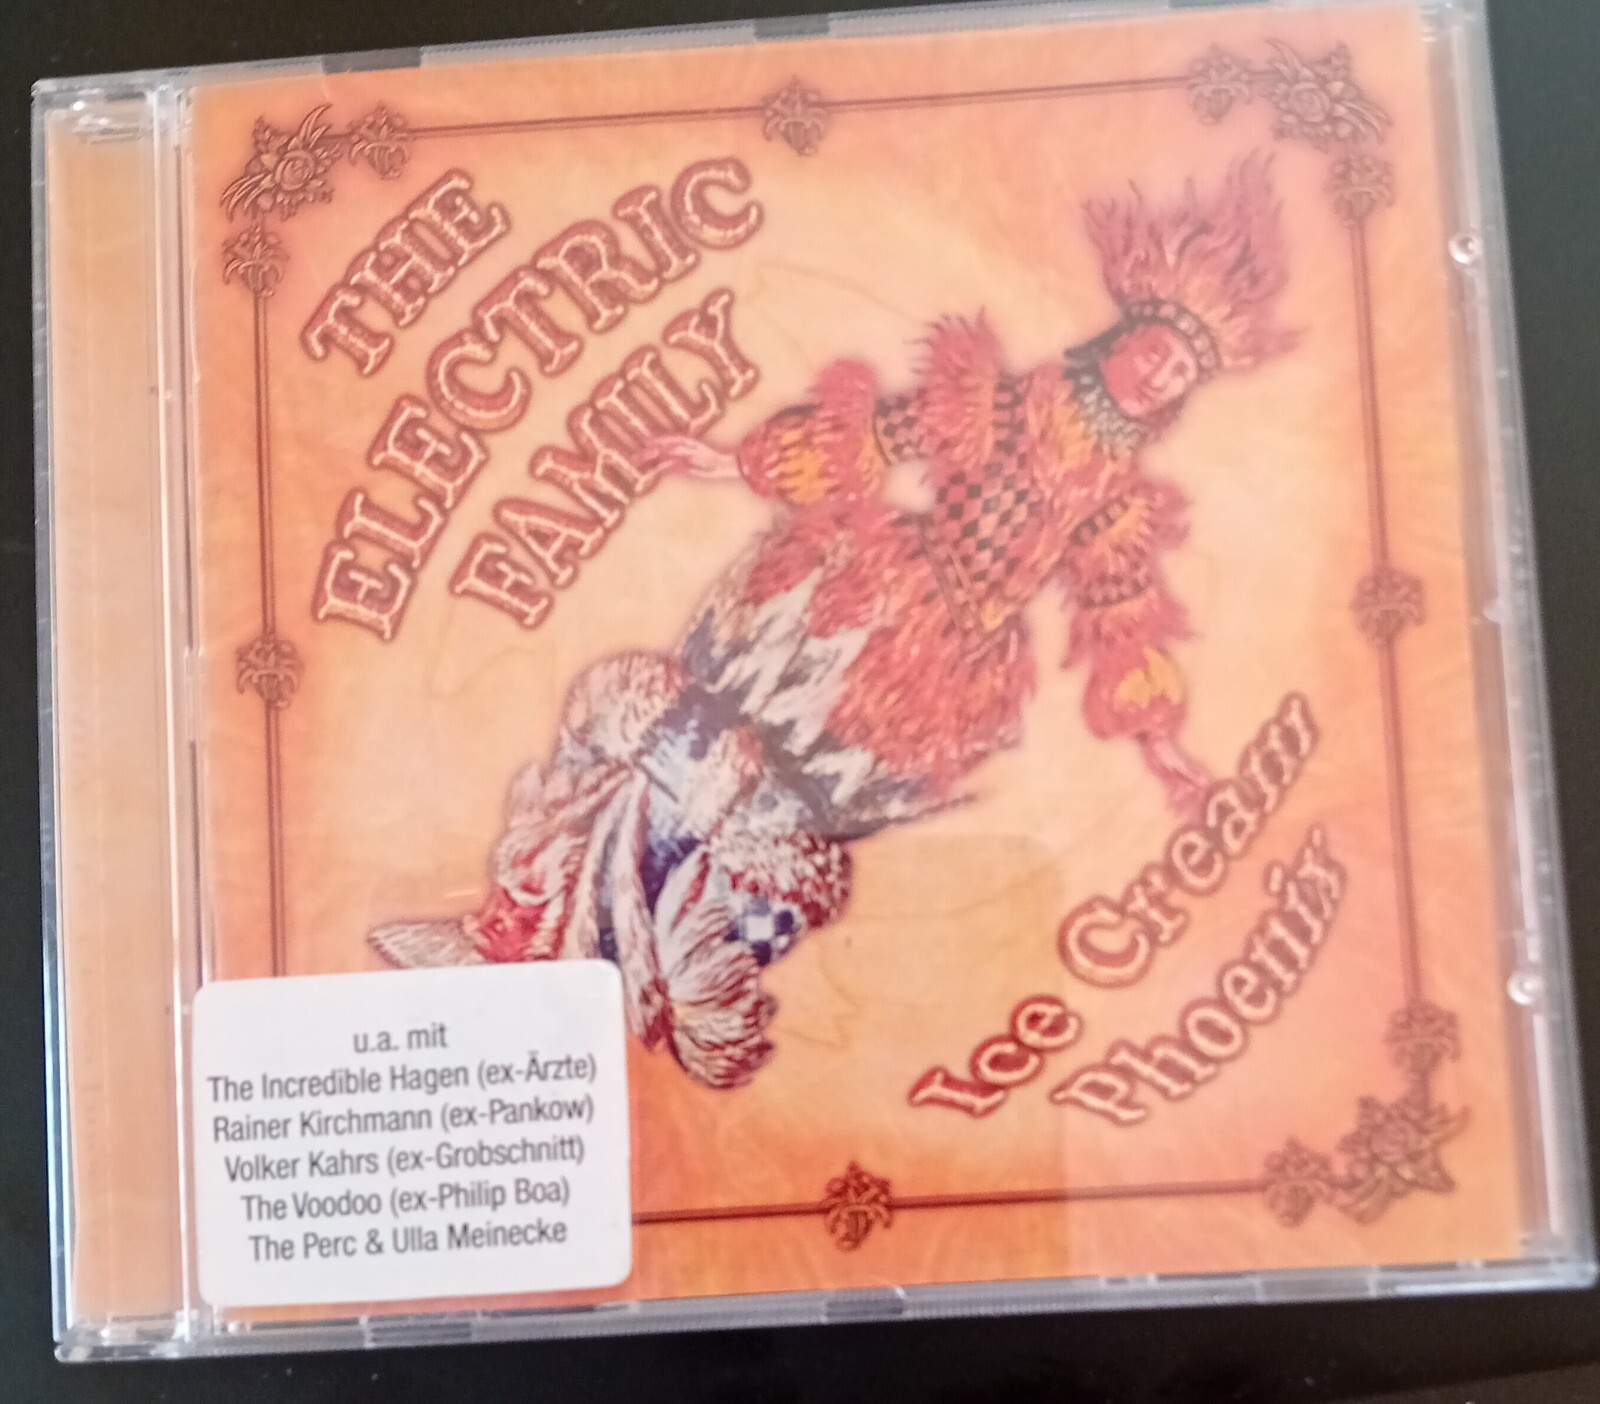 THE
ELECTRIC
FAMILY
Ice Cream
Phoenix
u.a. mit
The Incredible Hagen (ex-Ärzte)
Rainer Kirchmann (ex-Pankow)
Volker Kahrs (ex-Grobschnitt)
The Voodoo (ex-Philip Boa)
The Perc & Ulla Meinecke